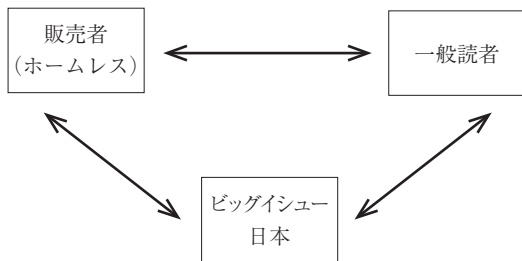 販売者
（ホームレス）
一般読者
ビッグイシュー
日本